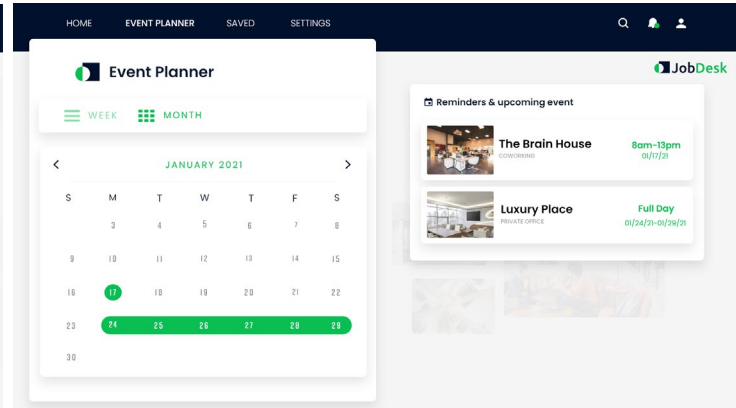 HOME EVENT PLANNER SAVED SETTINGS
Event Planner
JobDesk
WEEK MONTH
Reminders & upcoming event
The Brain House 8am-13pm
COWORKING 01/17/21
JANUARY 2021
S M T W T F S
Luxury Place Full Day
PRIVATE OFFICE 01/24/21-01/29/21
3 4 5 6 7 8
9 10 11 12 13 14 15
16 17 18 19 20 21 22
23 24 25 26 27 28 29
30